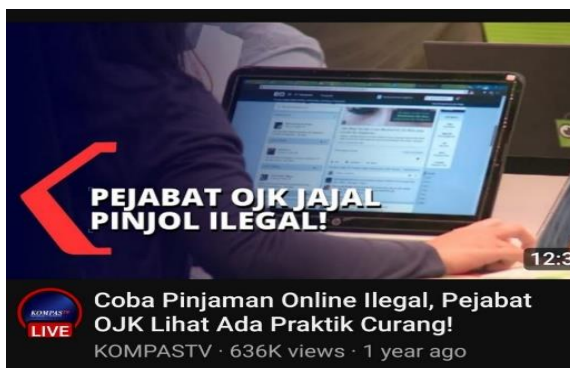 PEJABAT OJK JAJAL
PINJOL ILEGAL!
12:3
KOMPASTV
LIVE
Coba Pinjaman Online Ilegal, Pejabat
OJK Lihat Ada Praktik Curang!
KOMPASTV · 636K views · 1 year ago